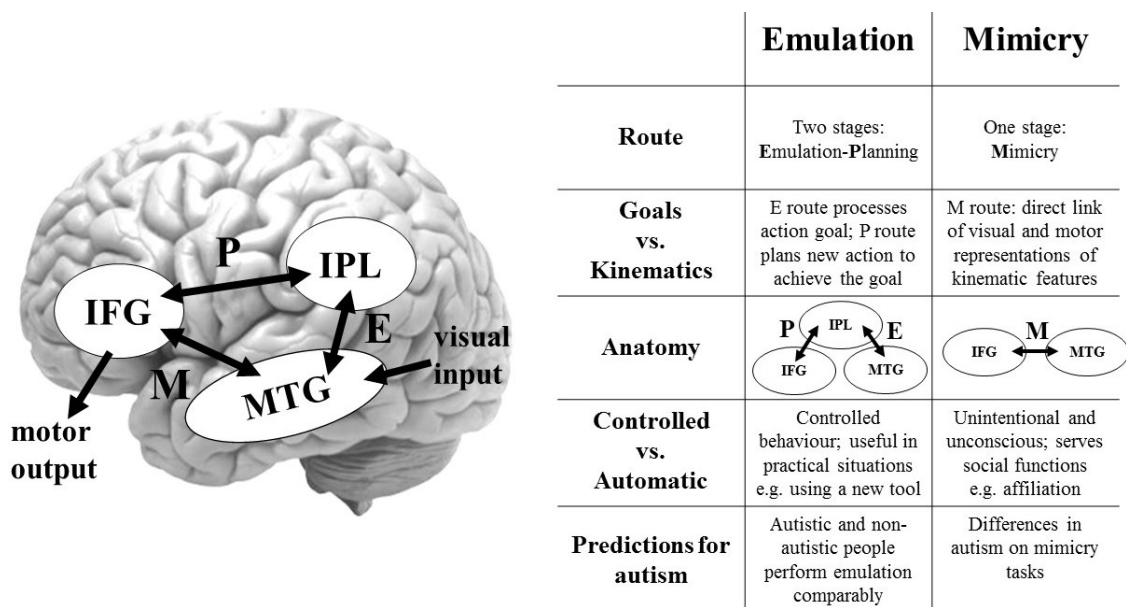 P
IPL
IFG
E
visual
input
M
MTG
motor
output
Emulation
Mimicry
Route
Two stages:
Emulation-Planning
One stage:
Mimicry
Goals
vs.
Kinematics
E route processes
action goal; P route
plans new action to
achieve the goal
M route: direct link
of visual and motor
representations of
kinematic features
Anatomy
P
IPL
E
IFG
MTG
M
IFG
MTG
Controlled
vs.
Automatic
Controlled
behaviour; useful in
practical situations
e.g. using a new tool
Unintentional and
unconscious; serves
social functions
e.g. affiliation
Predictions for
autism
Autistic and non-
autistic people
perform emulation
comparably
Differences in
autism on mimicry
tasks